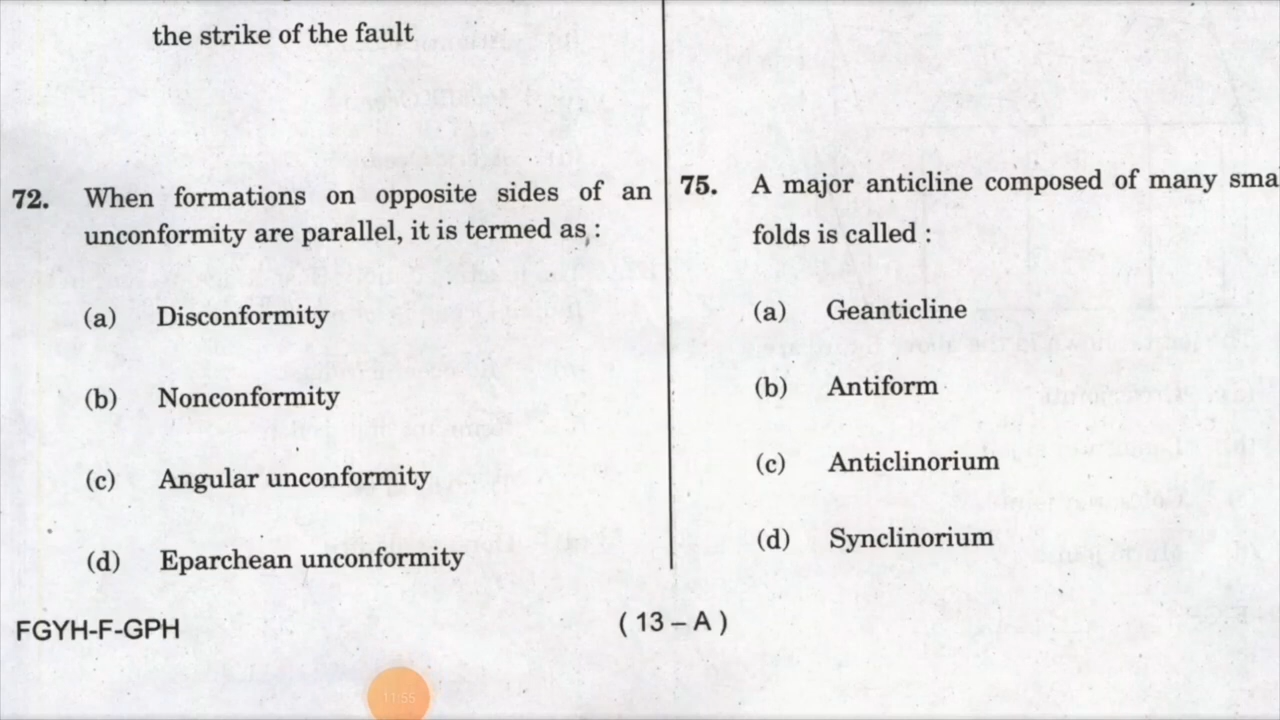 the strike of the fault
72. When formations on opposite sides of an
unconformity are parallel, it is termed as :
(a) Disconformity
(b) Nonconformity
(c) Angular unconformity
(d) Eparchean unconformity
75. A major anticline composed of many sma
folds is called :
(a) Geanticline
(b) Antiform
(c) Anticlinorium
(d) Synclinorium
FGYH-F-GPH
( 13 – A )
11:55